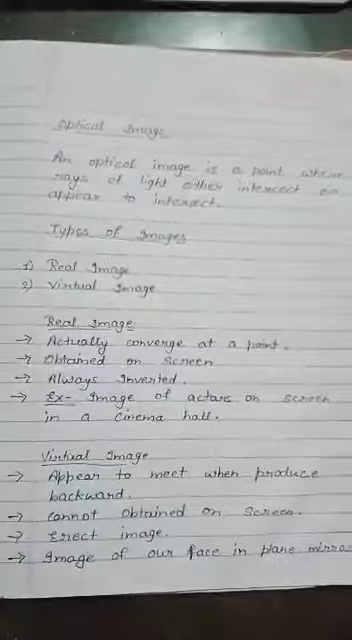 Optical Image
An optical image is a point where
rays of light either intersect or
appear to intersect.
Types of Images
1) Real Image
2) Virtual Image
Real Image
→ Actually converge at a point.
→ Obtained on Screen
→ Always Inverted.
→ Ex- Image of actors on screen
in a cinema hall.
Virtual Image
→ Appear to meet when produce
backward.
→ Cannot obtained on Screen.
→ Erect image.
→ Image of our face in plane mirro